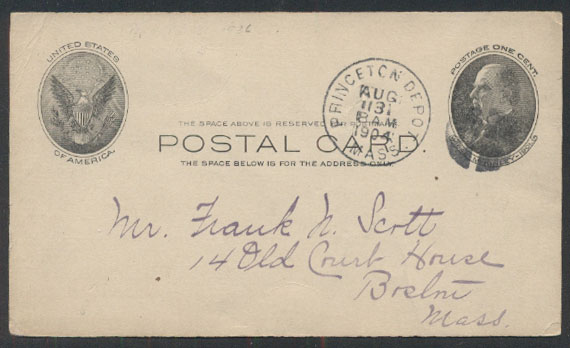 UNITED STATES
OF AMERICA.
PRINCETON DEPOT
AUG
13
8 AM
1904
MASS.
POSTAGE ONE CENT.
THE SPACE ABOVE IS RESERVED FOR POSTMARK.
POSTAL CARD.
THE SPACE BELOW IS FOR THE ADDRESS ONLY.
Mr. Frank N. Scott
14 Old Court House
Boston
Mass.